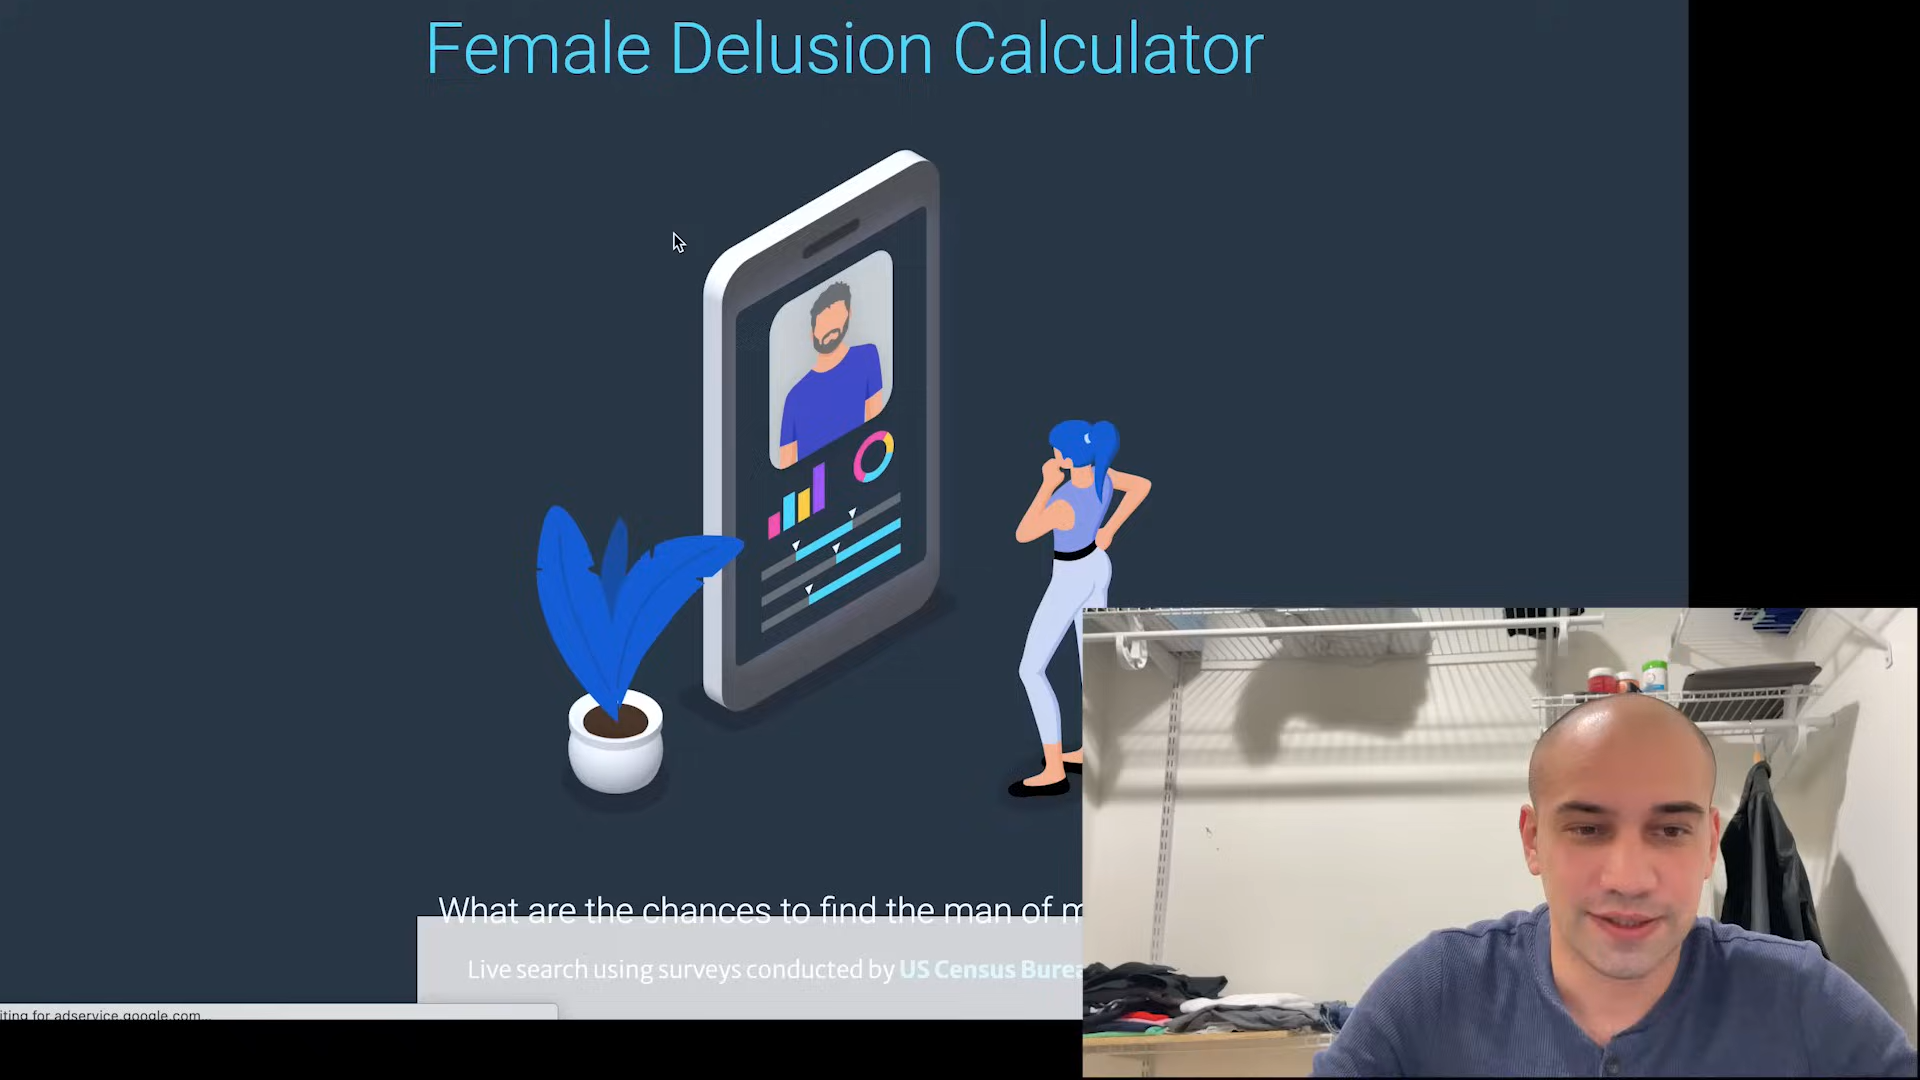 Female Delusion Calculator
What are the chances to find the man of m
Live search using surveys conducted by US Census Burea
iting for adservice.google.com...